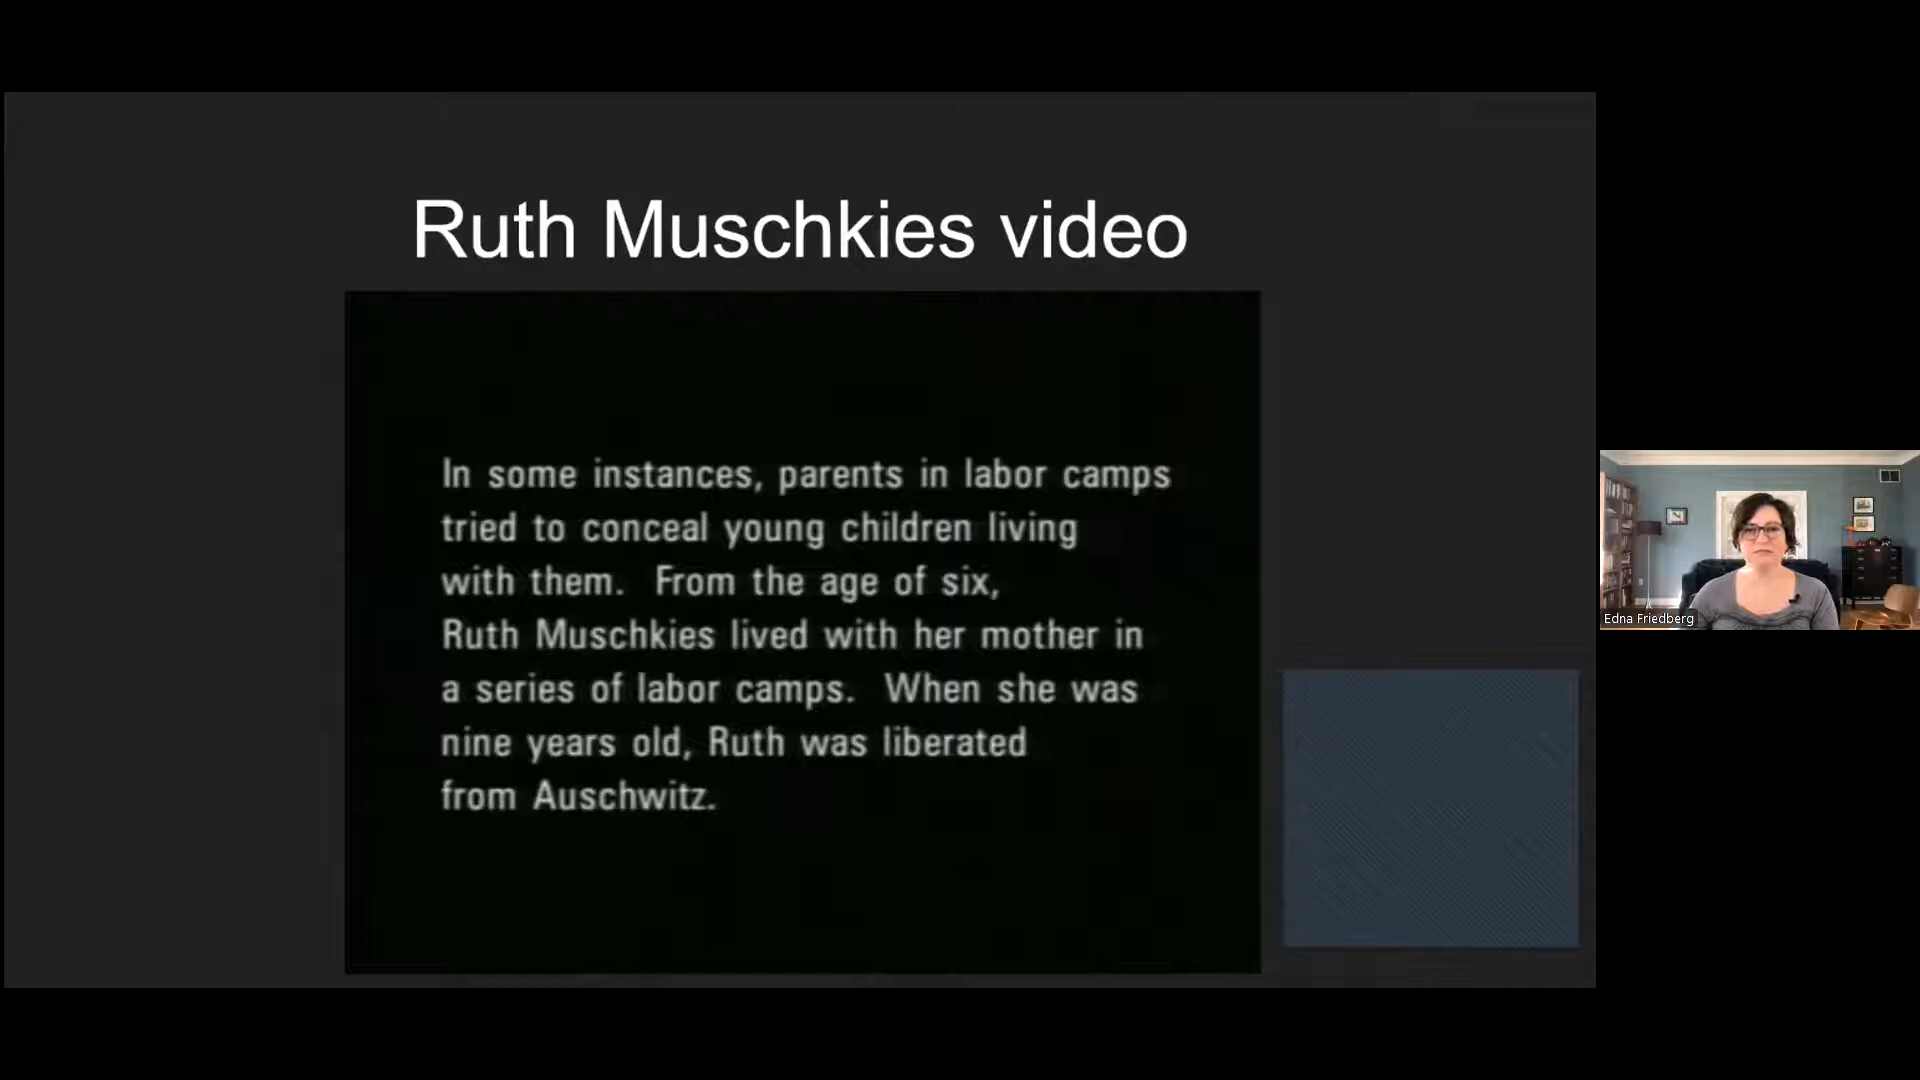 Ruth Muschkies video
In some instances, parents in labor camps
tried to conceal young children living
with them. From the age of six,
Ruth Muschkies lived with her mother in
a series of labor camps. When she was
nine years old, Ruth was liberated
from Auschwitz.
Edna Friedberg